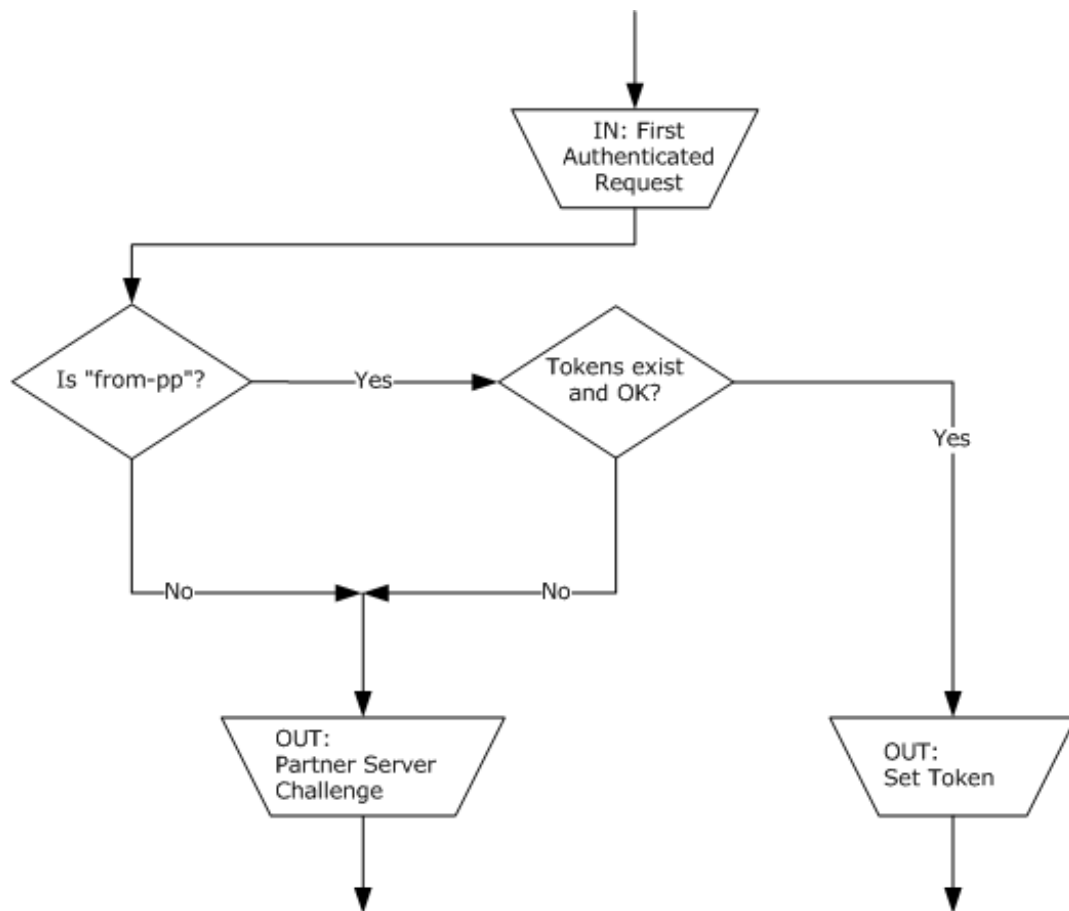 IN: First
Authenticated
Request
Is "from-pp"?
Yes
Tokens exist
and OK?
Yes
No
No
OUT:
Partner Server
Challenge
OUT:
Set Token